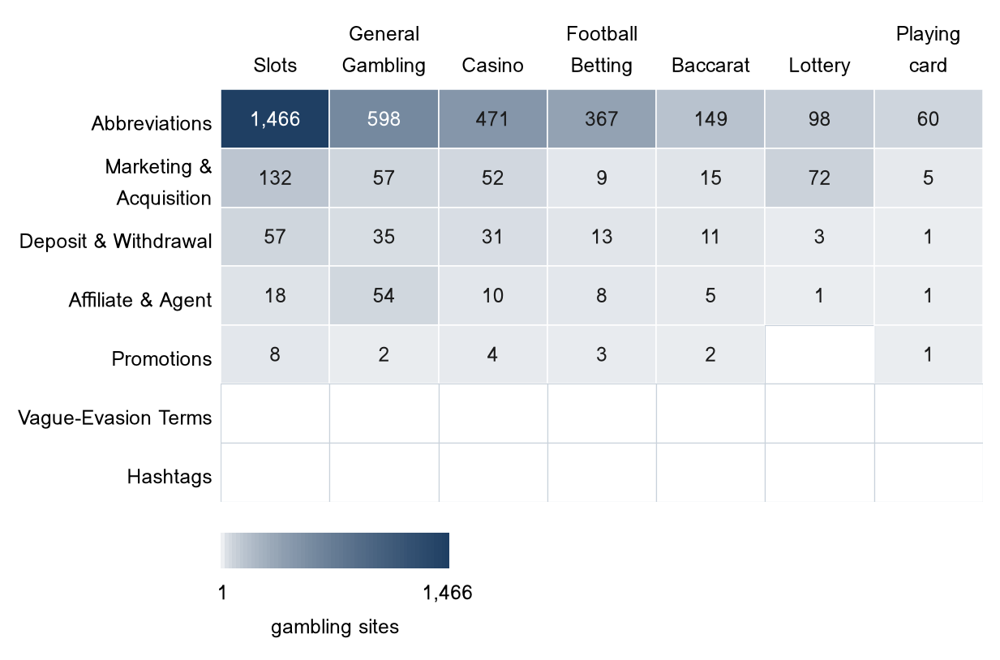 General Football Playing
Slots Gambling Casino Betting Baccarat Lottery card
Abbreviations 1,466 598 471 367 149 98 60
Marketing &
Acquisition 132 57 52 9 15 72 5
Deposit & Withdrawal 57 35 31 13 11 3 1
Affiliate & Agent 18 54 10 8 5 1 1
Promotions 8 2 4 3 2 1
Vague-Evasion Terms
Hashtags
1 1,466
gambling sites